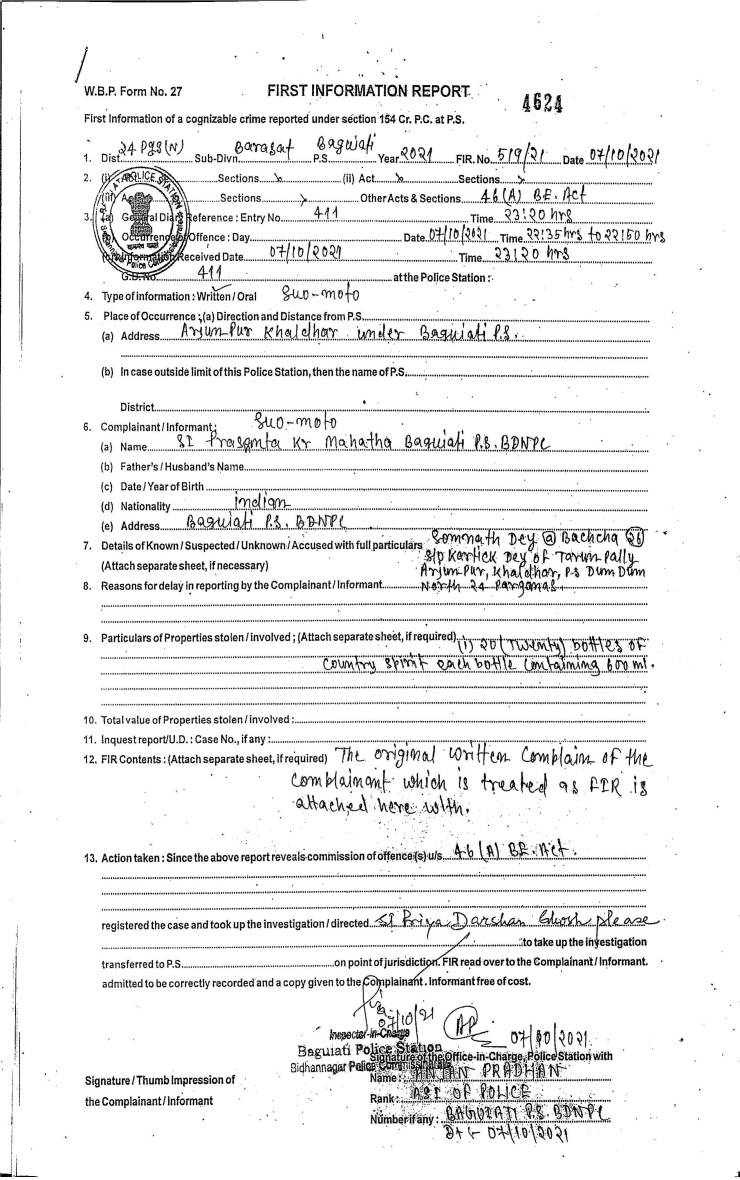 W.B.P. Form No. 27 FIRST INFORMATION REPORT 4624
First Information of a cognizable crime reported under section 154 Cr. P.C. at P.S.
1. Dist. 24 PGS(N) Sub-Divn. Barasat P.S. Baguiati Year 2021 FIR. No. 519/21 Date 07/10/2021
2. (i) Sections (ii) Act Sections
Sections Other Acts & Sections 46(A) BE. Act
3. (a) General Diary Reference : Entry No. 411 Time 23:20 hrs
Occurrence of Offence : Day Date 07/10/2021 Time 22:35 hrs to 22:50 hrs
Information Received Date 07/10/2021 Time 23:20 hrs
G.D. No. 411 at the Police Station :
4. Type of information : Written / Oral Suo-moto
5. Place of Occurrence ; (a) Direction and Distance from P.S.
(a) Address Arjunpur Khaldhar under Baguiati P.S.
(b) In case outside limit of this Police Station, then the name of P.S.
District
6. Complainant / Informant : Suo-moto
(a) Name SI Prasanta Kr Mahatha Baguiati P.S. BDNPC
(b) Father's / Husband's Name
(c) Date / Year of Birth
(d) Nationality indian
(e) Address Baguiati P.S. BDNPC
7. Details of Known / Suspected / Unknown / Accused with full particulars Somnath Dey @ Bachcha (26)
(Attach separate sheet, if necessary) S/o Kartick Dey of Tarun pally
Arjunpur, Khaldhar, P.S Dum Dum
8. Reasons for delay in reporting by the Complainant / Informant North 24 Parganas.
9. Particulars of Properties stolen / involved ; (Attach separate sheet, if required) (i) 20 (Twenty) bottles of
Country spirit each bottle containing 600 ml.
10. Total value of Properties stolen / involved :
11. Inquest report / U.D. : Case No., if any :
12. FIR Contents : (Attach separate sheet, if required) The original written Complain of the
complainant which is treated as FIR is
attached here with.
13. Action taken : Since the above report reveals commission of offence(s) u/s. 46 (A) BE. Act.
registered the case and took up the investigation / directed SI Priya Darshan Ghosh please
to take up the investigation
transferred to P.S. on point of jurisdiction. FIR read over to the Complainant / Informant.
admitted to be correctly recorded and a copy given to the Complainant. Informant free of cost.
07/10/21
Inspector-in-Charge 07/10/2021
Baguiati Police Station
Signature of the Office-in-Charge, Police Station with
Bidhannagar Police Commissionerate
Signature / Thumb Impression of Name : PRADHAN
the Complainant / Informant Rank : ASI OF POLICE
Number if any : BAGUIATI P.S. BDNPC
Dt :- 07/10/2021